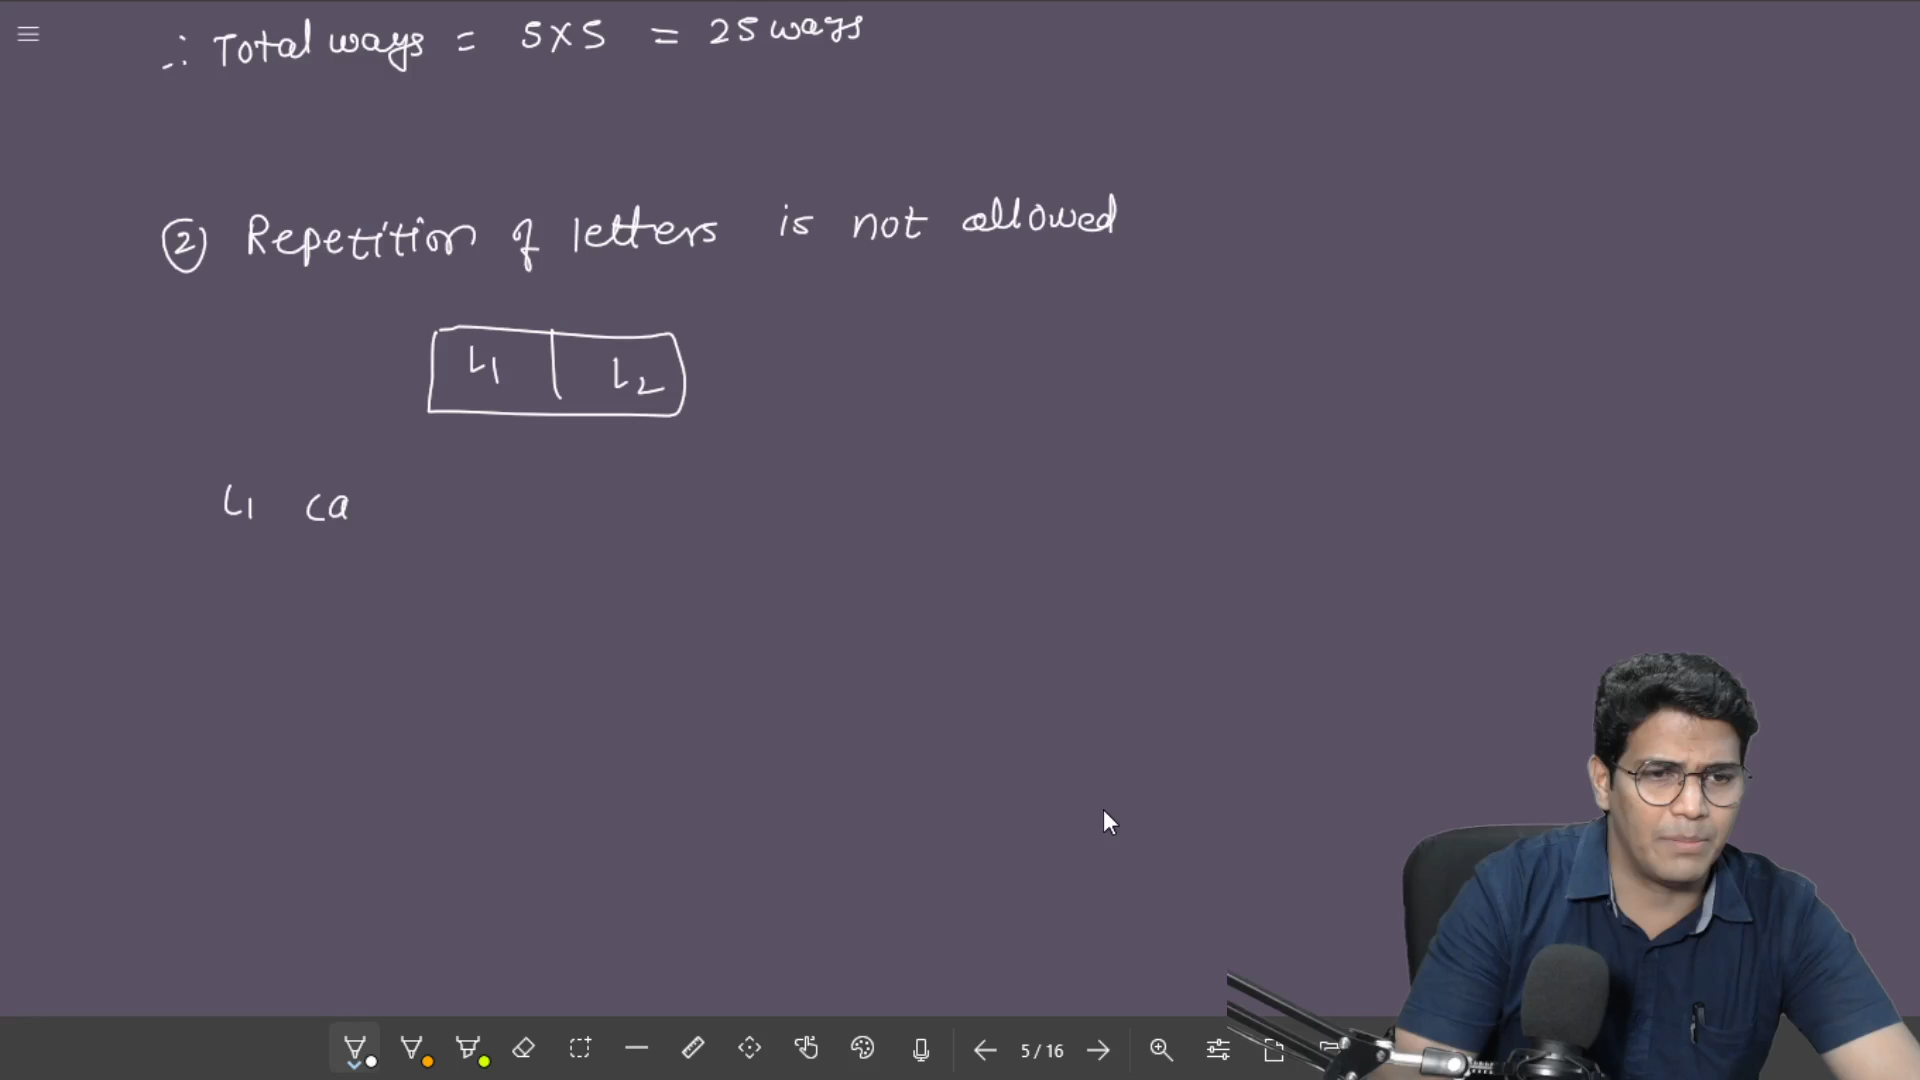 ∴ Total ways = 5×5 = 25 ways
② Repetition of letters is not allowed
L1 L2
L1 ca
5 / 16